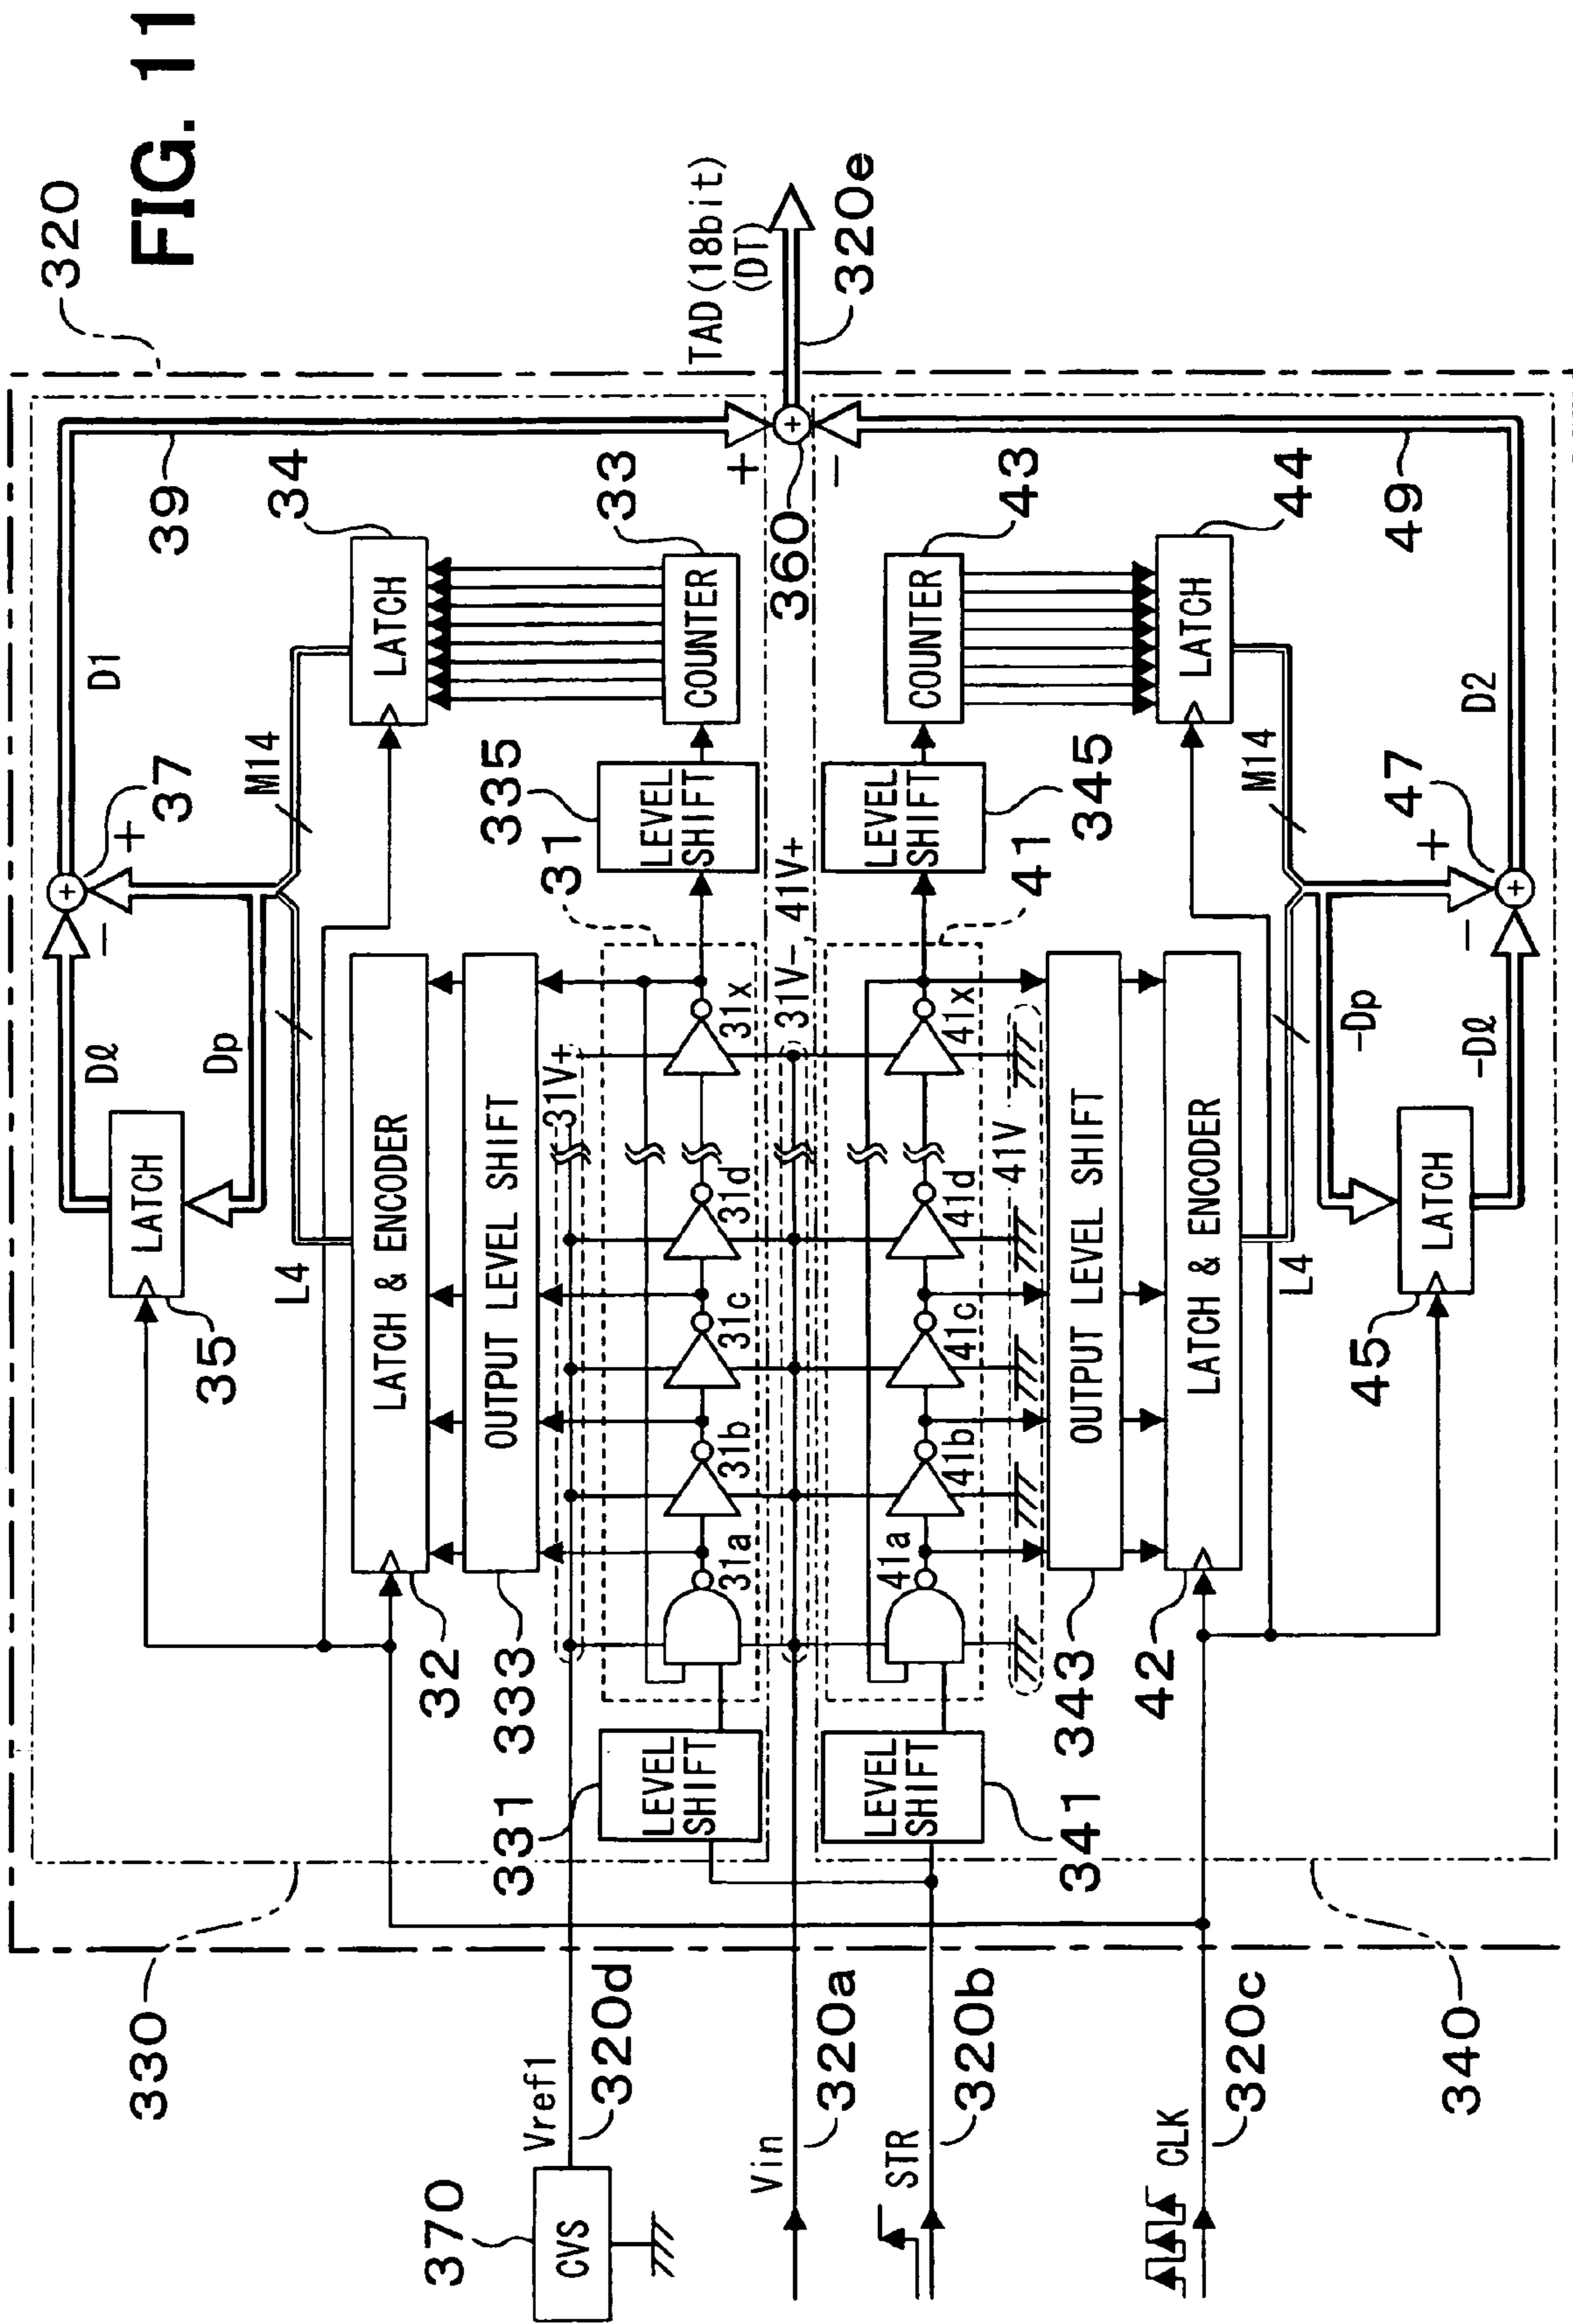 FIG. 11
320
39
34
33
D1
37
+
−
M14
335
LEVEL
SHIFT
LATCH
COUNTER
Dℓ
Dp
LATCH
35
L4
LATCH & ENCODER
32
OUTPUT LEVEL SHIFT
333
31V+
31
31a
31b
31c
31d
31x
331
LEVEL
SHIFT
330
+
−
360
TAD(18bit)
(DT)
320e
31V-, 41V+
370
CVS
Vref1
320d
Vin
320a
STR
320b
CLK
320c
LEVEL
SHIFT
341
41
41a
41b
41c
41d
41x
41V
LEVEL
SHIFT
345
COUNTER
43
LATCH
44
OUTPUT LEVEL SHIFT
343
LATCH & ENCODER
42
L4
M14
-Dp
LATCH
45
-Dℓ
+
−
47
D2
49
340